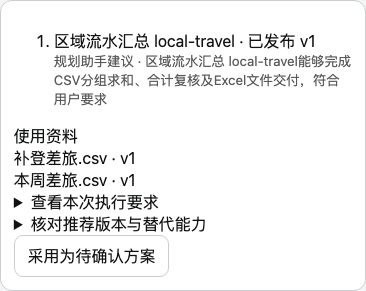 1. 区域流水汇总 local-travel · 已发布 v1
规划助手建议 · 区域流水汇总 local-travel能够完成
CSV分组求和、合计复核及Excel文件交付，符合
用户要求
使用资料
补登差旅.csv · v1
本周差旅.csv · v1
▶ 查看本次执行要求
▶ 核对推荐版本与替代能力
采用为待确认方案